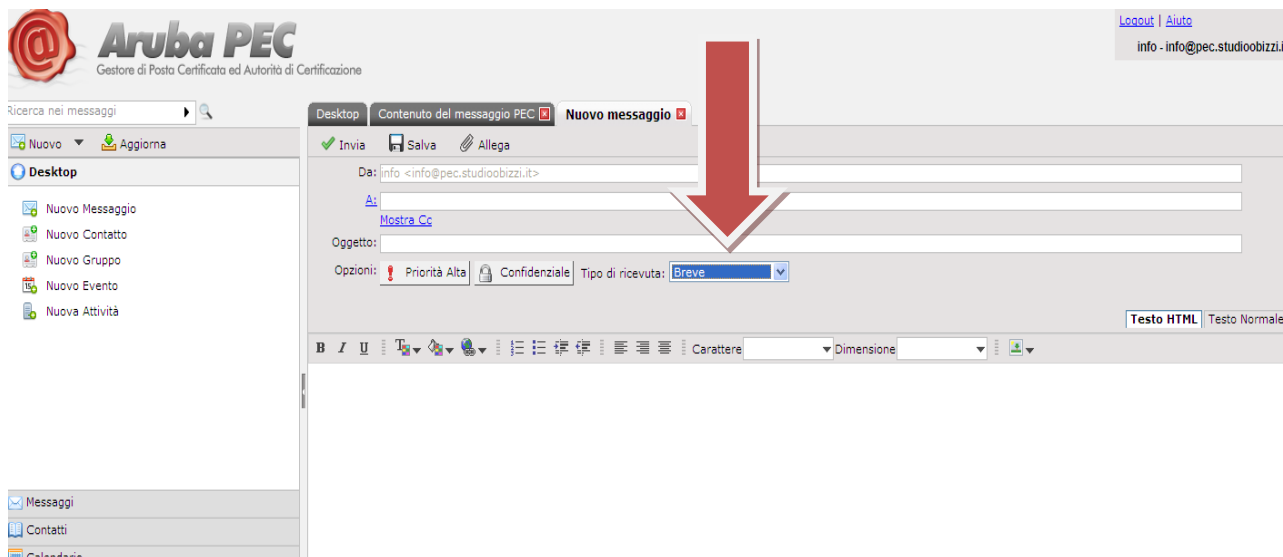 Logout | Aiuto
Aruba PEC
info - info@pec.studioobizzi.i
Gestore di Posta Certificata ed Autorità di Certificazione
Ricerca nei messaggi
Desktop Contenuto del messaggio PEC Nuovo messaggio
Nuovo Aggiorna
Invia Salva Allega
Desktop
Da: info <info@pec.studioobizzi.it>
A:
Mostra Cc
Nuovo Messaggio
Nuovo Contatto
Nuovo Gruppo
Nuovo Evento
Nuova Attività
Oggetto:
Opzioni: Priorità Alta Confidenziale Tipo di ricevuta: Breve
Testo HTML Testo Normale
B I U Carattere Dimensione
Messaggi
Contatti
Calendario